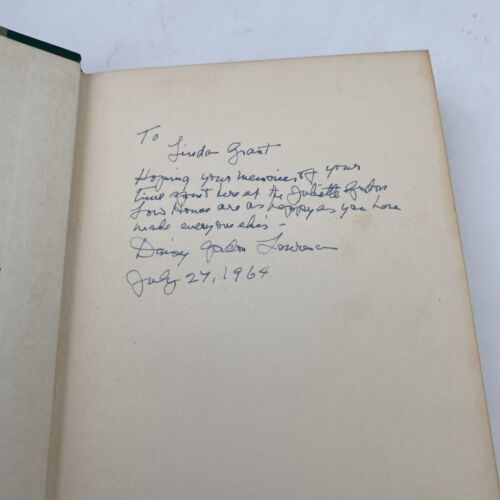 To
Linda Grant
Hoping your memories of your
time spent here at the Juliette Gordon
Low House are as happy as you have
made everyone else's -
Daisy Gordon Lawrence
July 27, 1964